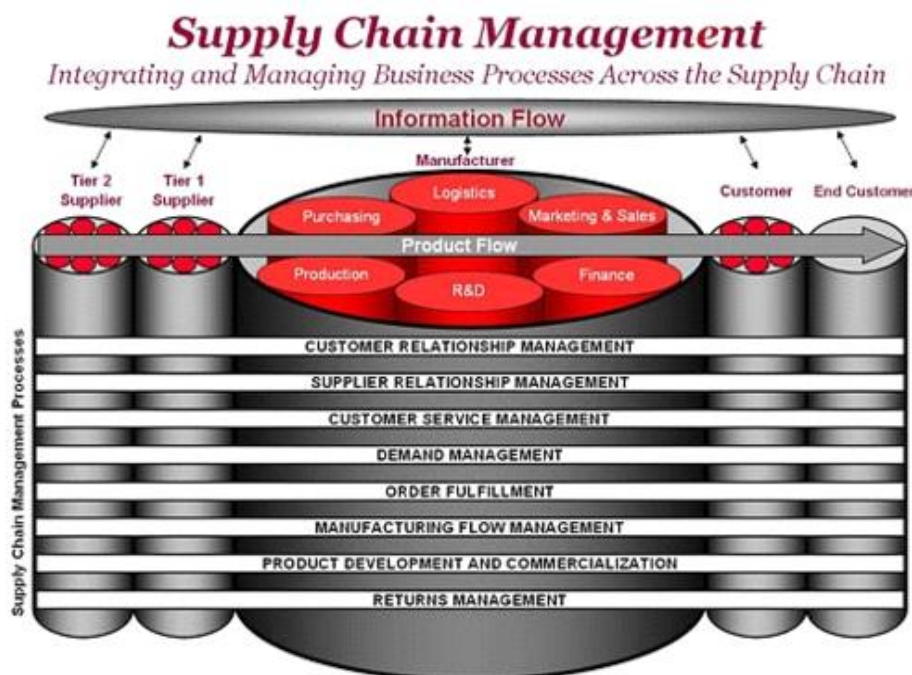 Supply Chain Management
Integrating and Managing Business Processes Across the Supply Chain
Information Flow
Tier 2
Supplier
Tier 1
Supplier
Manufacturer
Customer
End Customer
Logistics
Purchasing
Marketing & Sales
Product Flow
Production
R&D
Finance
Supply Chain Management Processes
CUSTOMER RELATIONSHIP MANAGEMENT
SUPPLIER RELATIONSHIP MANAGEMENT
CUSTOMER SERVICE MANAGEMENT
DEMAND MANAGEMENT
ORDER FULFILLMENT
MANUFACTURING FLOW MANAGEMENT
PRODUCT DEVELOPMENT AND COMMERCIALIZATION
RETURNS MANAGEMENT